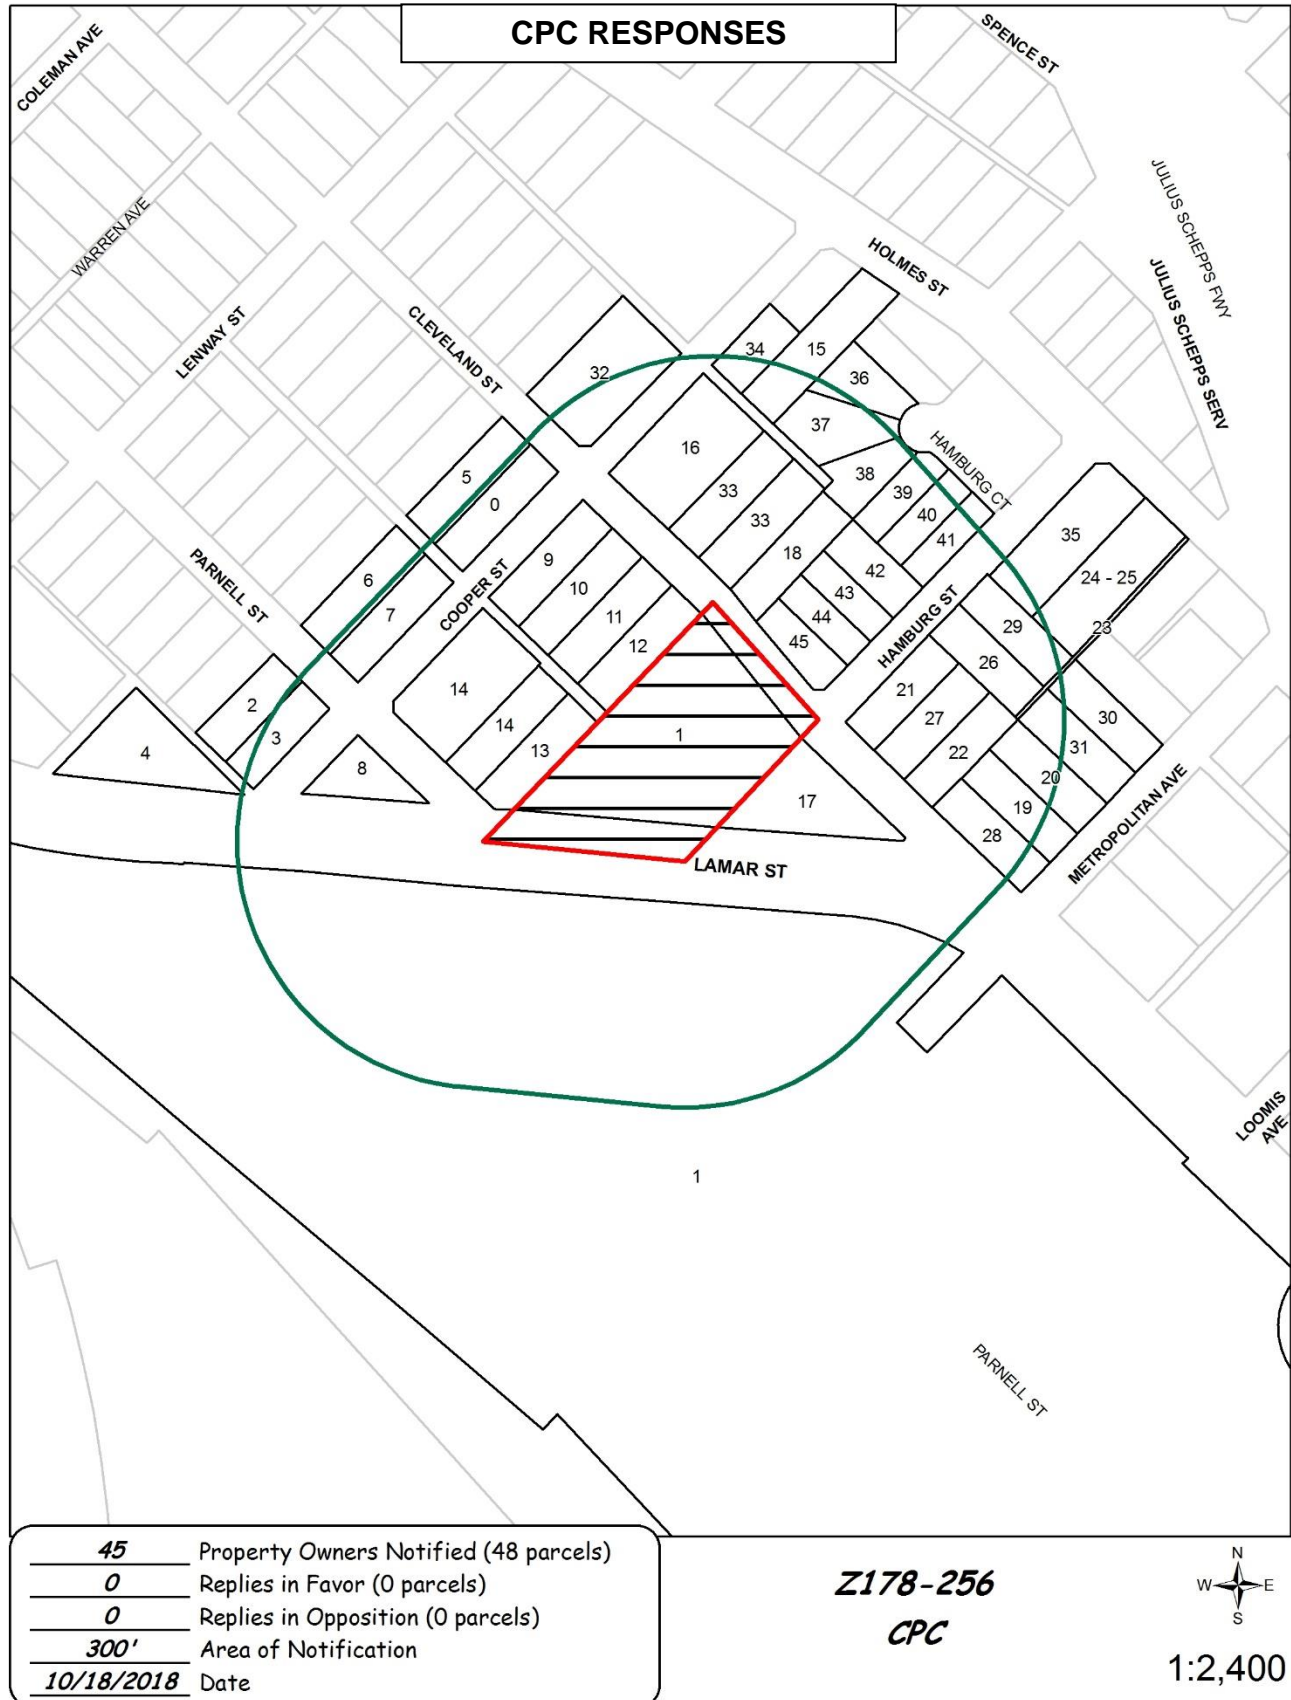 CPC RESPONSES
COLEMAN AVE
SPENCE ST
JULIUS SCHEPPS FWY
WARREN AVE
HOLMES ST
JULIUS SCHEPPS SERV
LENWAY ST
CLEVELAND ST
34
15
32
36
37
HAMBURG CT
16
5
38
33
39
0
40
35
33
41
PARNELL ST
9
18
42
24 - 25
6
10
43
COOPER ST
7
11
44
HAMBURG ST
29
23
12
45
26
14
21
2
14
27
30
3
1
22
31
4
13
8
20
17
19
METROPOLITAN AVE
28
LAMAR ST
LOOMIS
AVE
1
PARNELL ST
45 Property Owners Notified (48 parcels)
0 Replies in Favor (0 parcels)
0 Replies in Opposition (0 parcels)
300' Area of Notification
10/18/2018 Date
Z178-256
CPC
N
W E
S
1:2,400